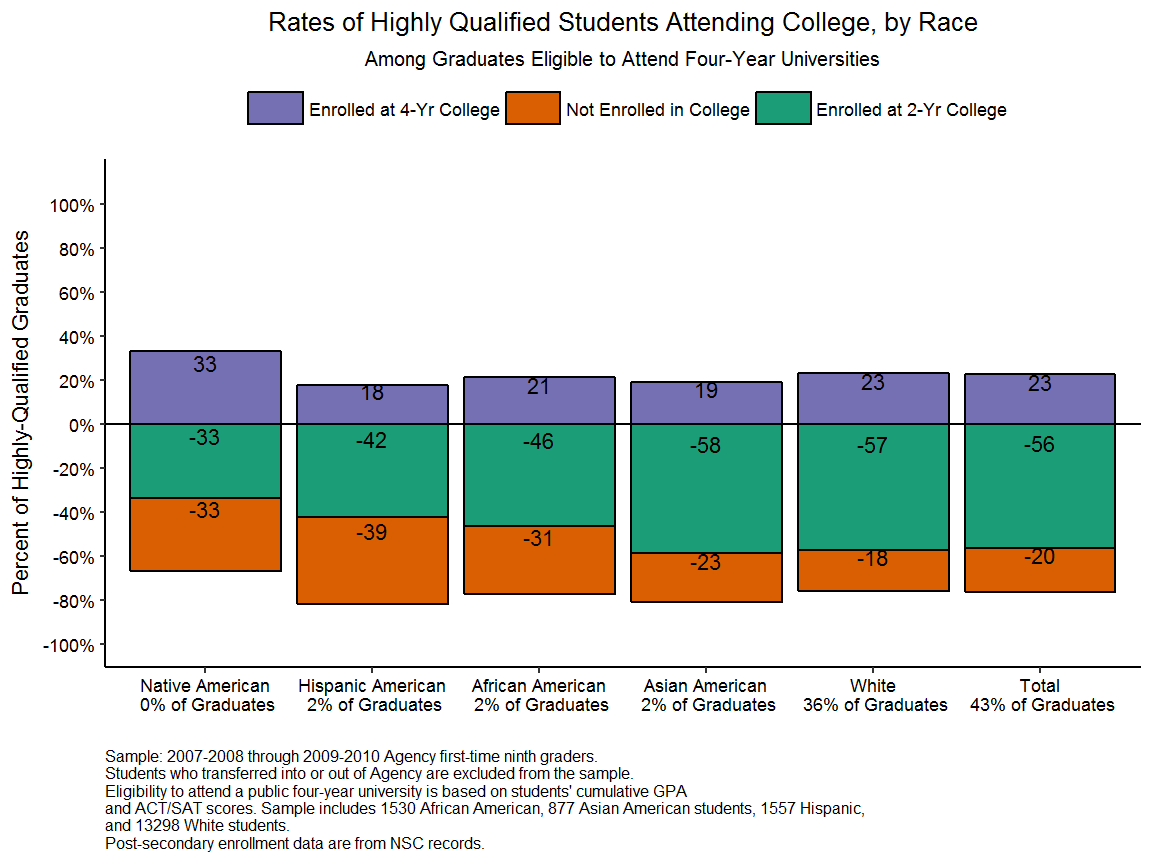 Rates of Highly Qualified Students Attending College, by Race
Among Graduates Eligible to Attend Four-Year Universities
Enrolled at 4-Yr College Not Enrolled in College Enrolled at 2-Yr College
Percent of Highly-Qualified Graduates
100%
80%
60%
40%
20%
0%
-20%
-40%
-60%
-80%
-100%
33 18 21 19 23 23
-33 -42 -46 -58 -57 -56
-33 -39 -31 -23 -18 -20
Native American Hispanic American African American Asian American White Total
0% of Graduates 2% of Graduates 2% of Graduates 2% of Graduates 36% of Graduates 43% of Graduates
Sample: 2007-2008 through 2009-2010 Agency first-time ninth graders.
Students who transferred into or out of Agency are excluded from the sample.
Eligibility to attend a public four-year university is based on students' cumulative GPA
and ACT/SAT scores. Sample includes 1530 African American, 877 Asian American students, 1557 Hispanic,
and 13298 White students.
Post-secondary enrollment data are from NSC records.